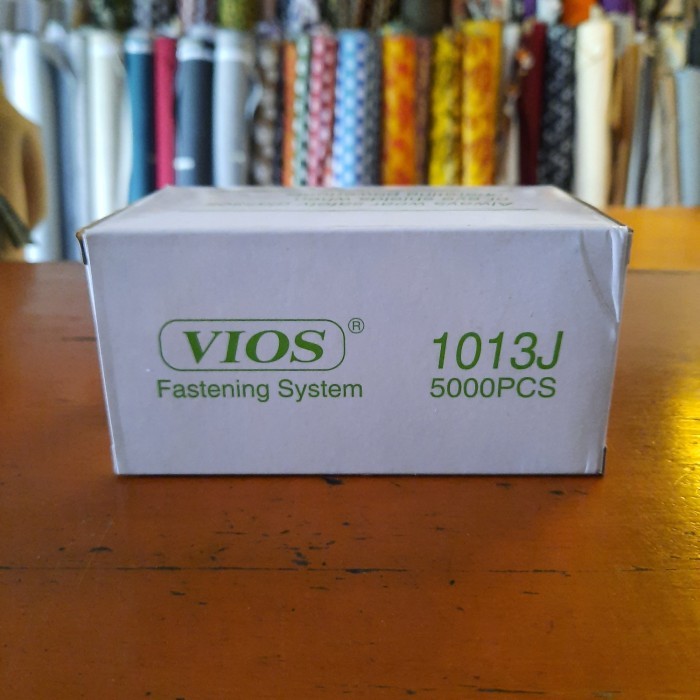 VIOS®
Fastening System
1013J
5000PCS